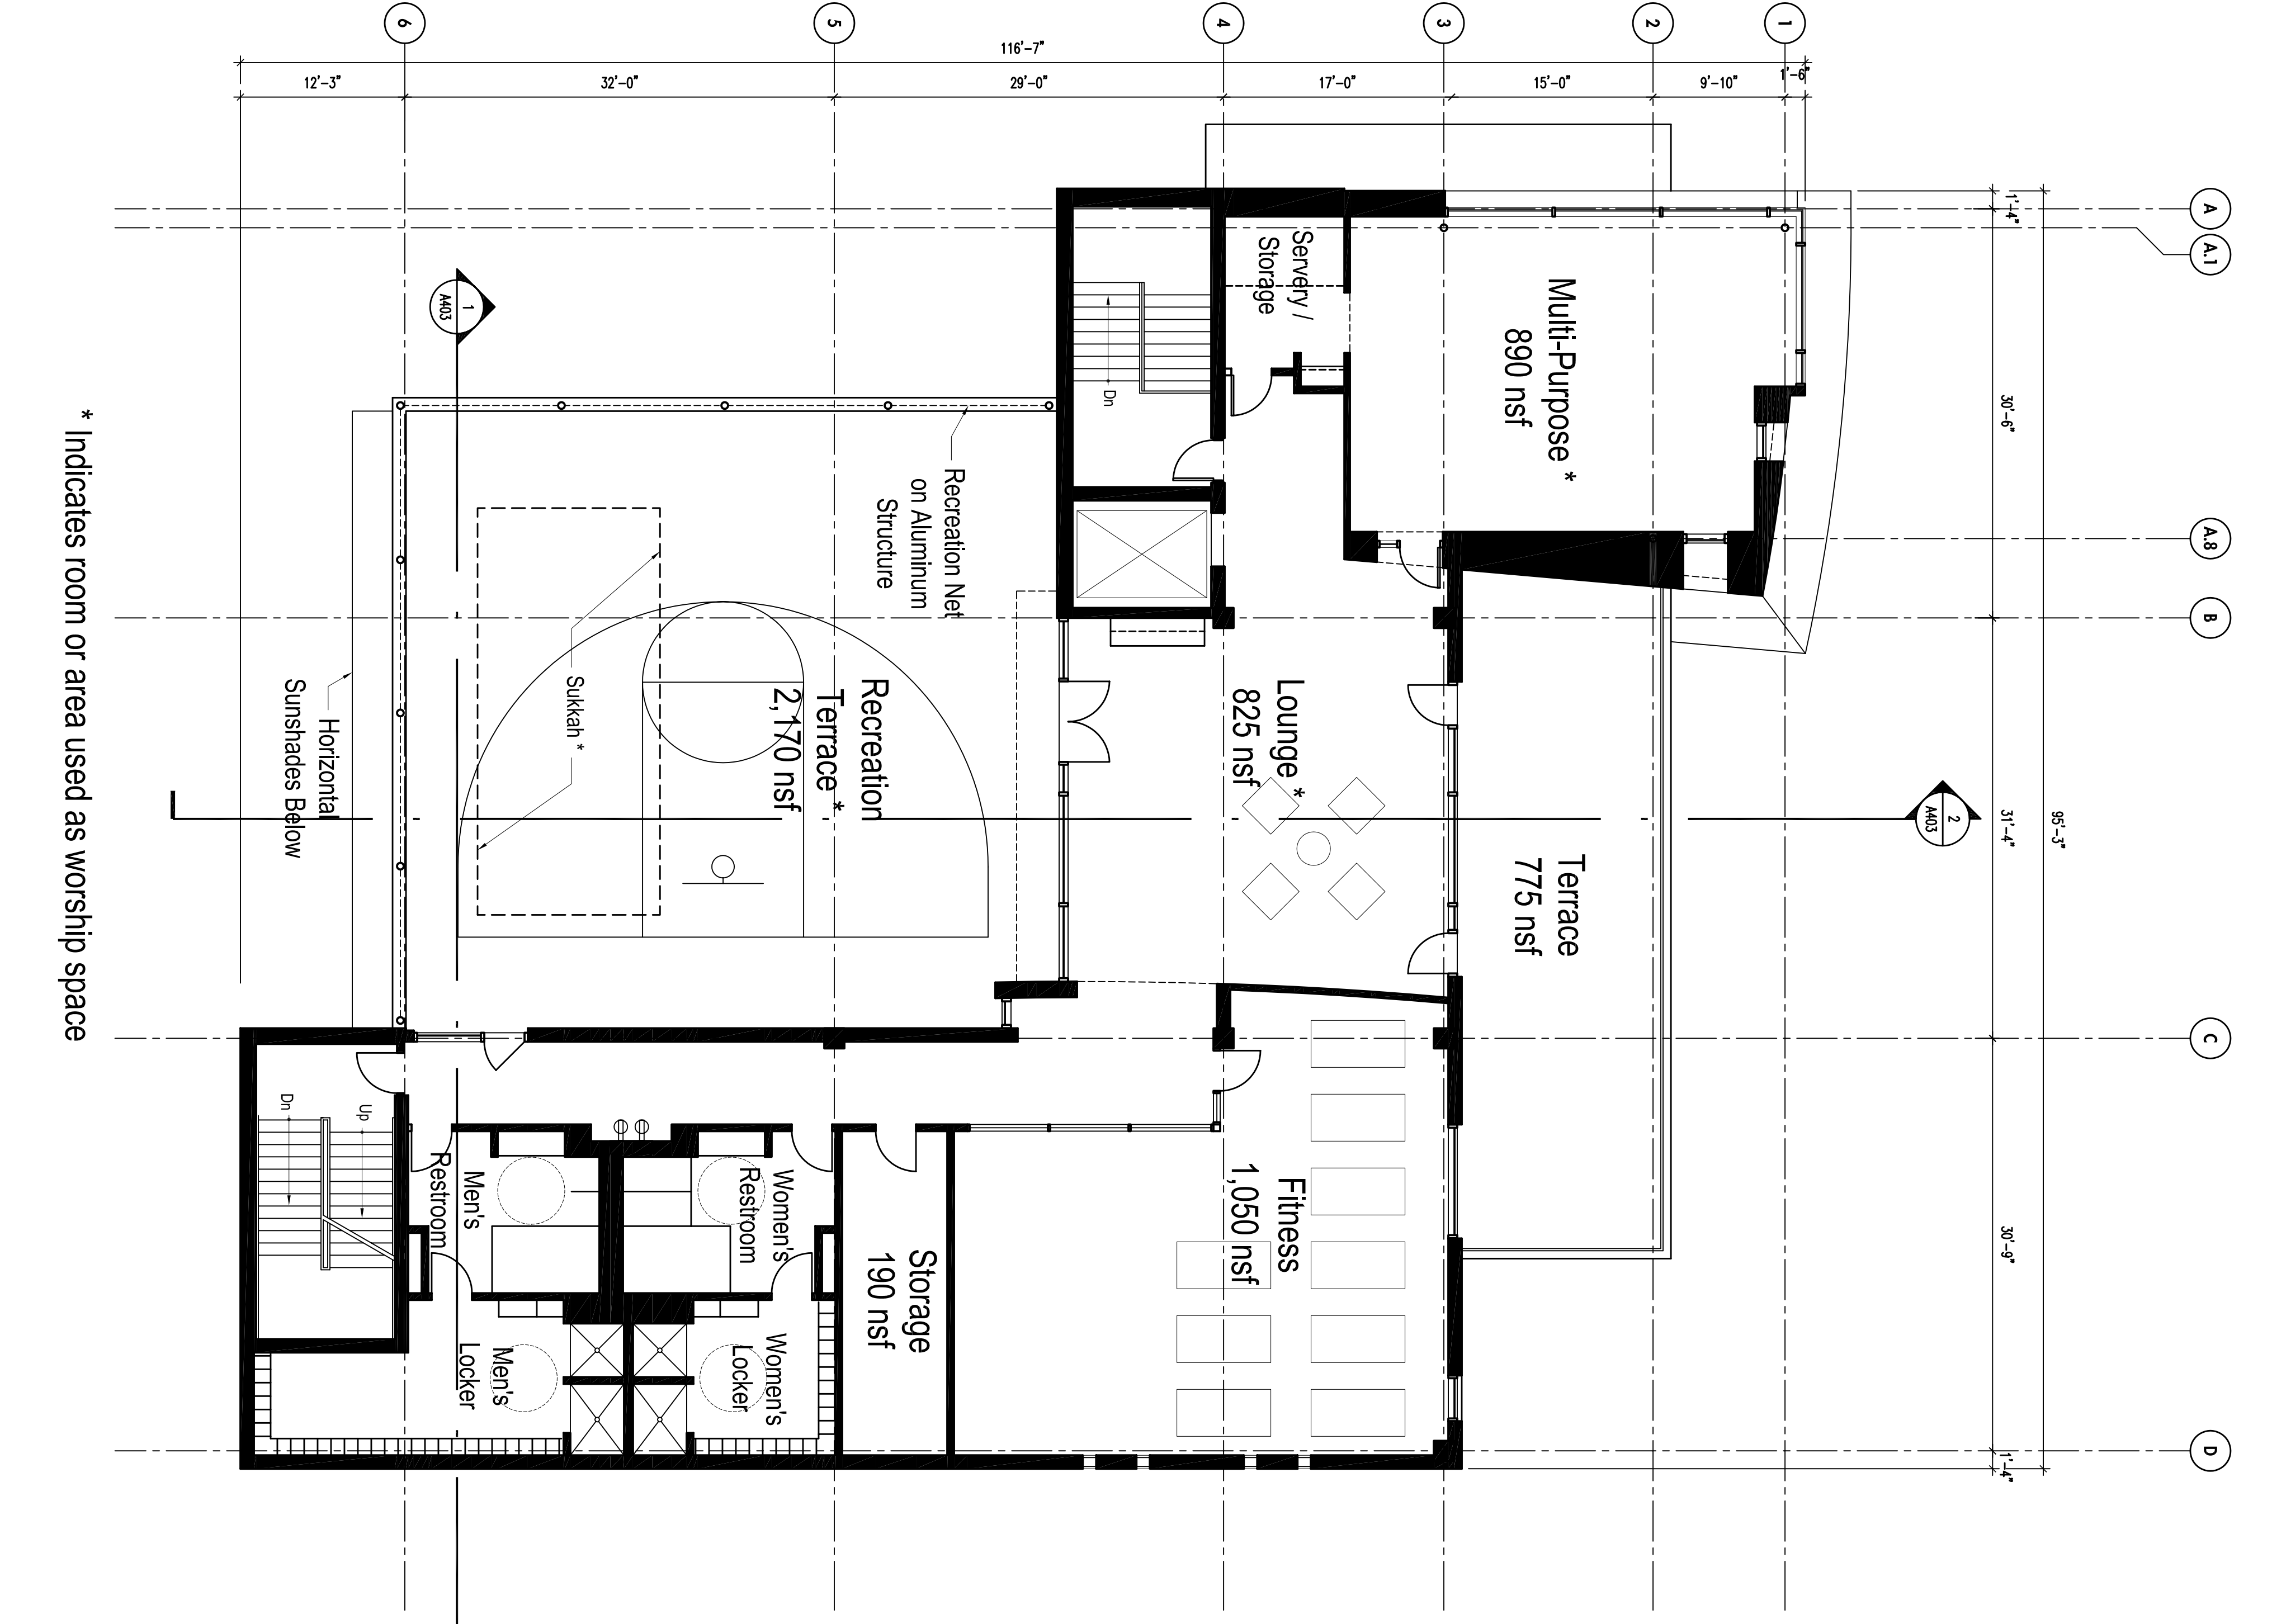 6
5
4
3
2
1
116'-7"
12'-3"
32'-0"
29'-0"
17'-0"
15'-0"
9'-10"
1'-6"
A
A.1
A.8
B
C
D
1'-4"
30'-6"
31'-4"
30'-9"
1'-4"
95'-3"
1
A403
2
A403
Multi-Purpose *
890 nsf
Servery /
Storage
Dn
Recreation Net
on Aluminum
Structure
Recreation
Terrace *
2,170 nsf
Sukkah *
Lounge *
825 nsf
Terrace
775 nsf
Horizontal
Sunshades Below
Fitness
1,050 nsf
Storage
190 nsf
Women's
Restroom
Men's
Restroom
Women's
Locker
Men's
Locker
Up
Dn
* Indicates room or area used as worship space